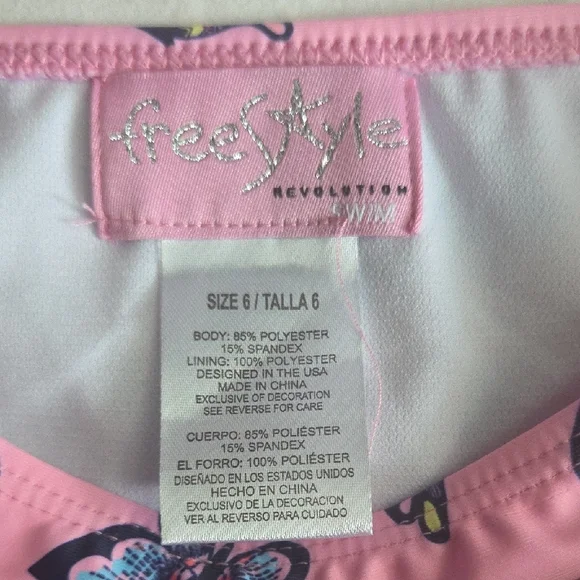 freestyle
REVOLUTION
SWIM
SIZE 6 / TALLA 6
BODY: 85% POLYESTER
15% SPANDEX
LINING: 100% POLYESTER
DESIGNED IN THE USA
MADE IN CHINA
EXCLUSIVE OF DECORATION
SEE REVERSE FOR CARE
CUERPO: 85% POLIÉSTER
15% SPANDEX
EL FORRO: 100% POLIÉSTER
DISEÑADO EN LOS ESTADOS UNIDOS
HECHO EN CHINA
EXCLUSIVO DE LA DECORACIÓN
VER AL REVERSO PARA CUIDADO